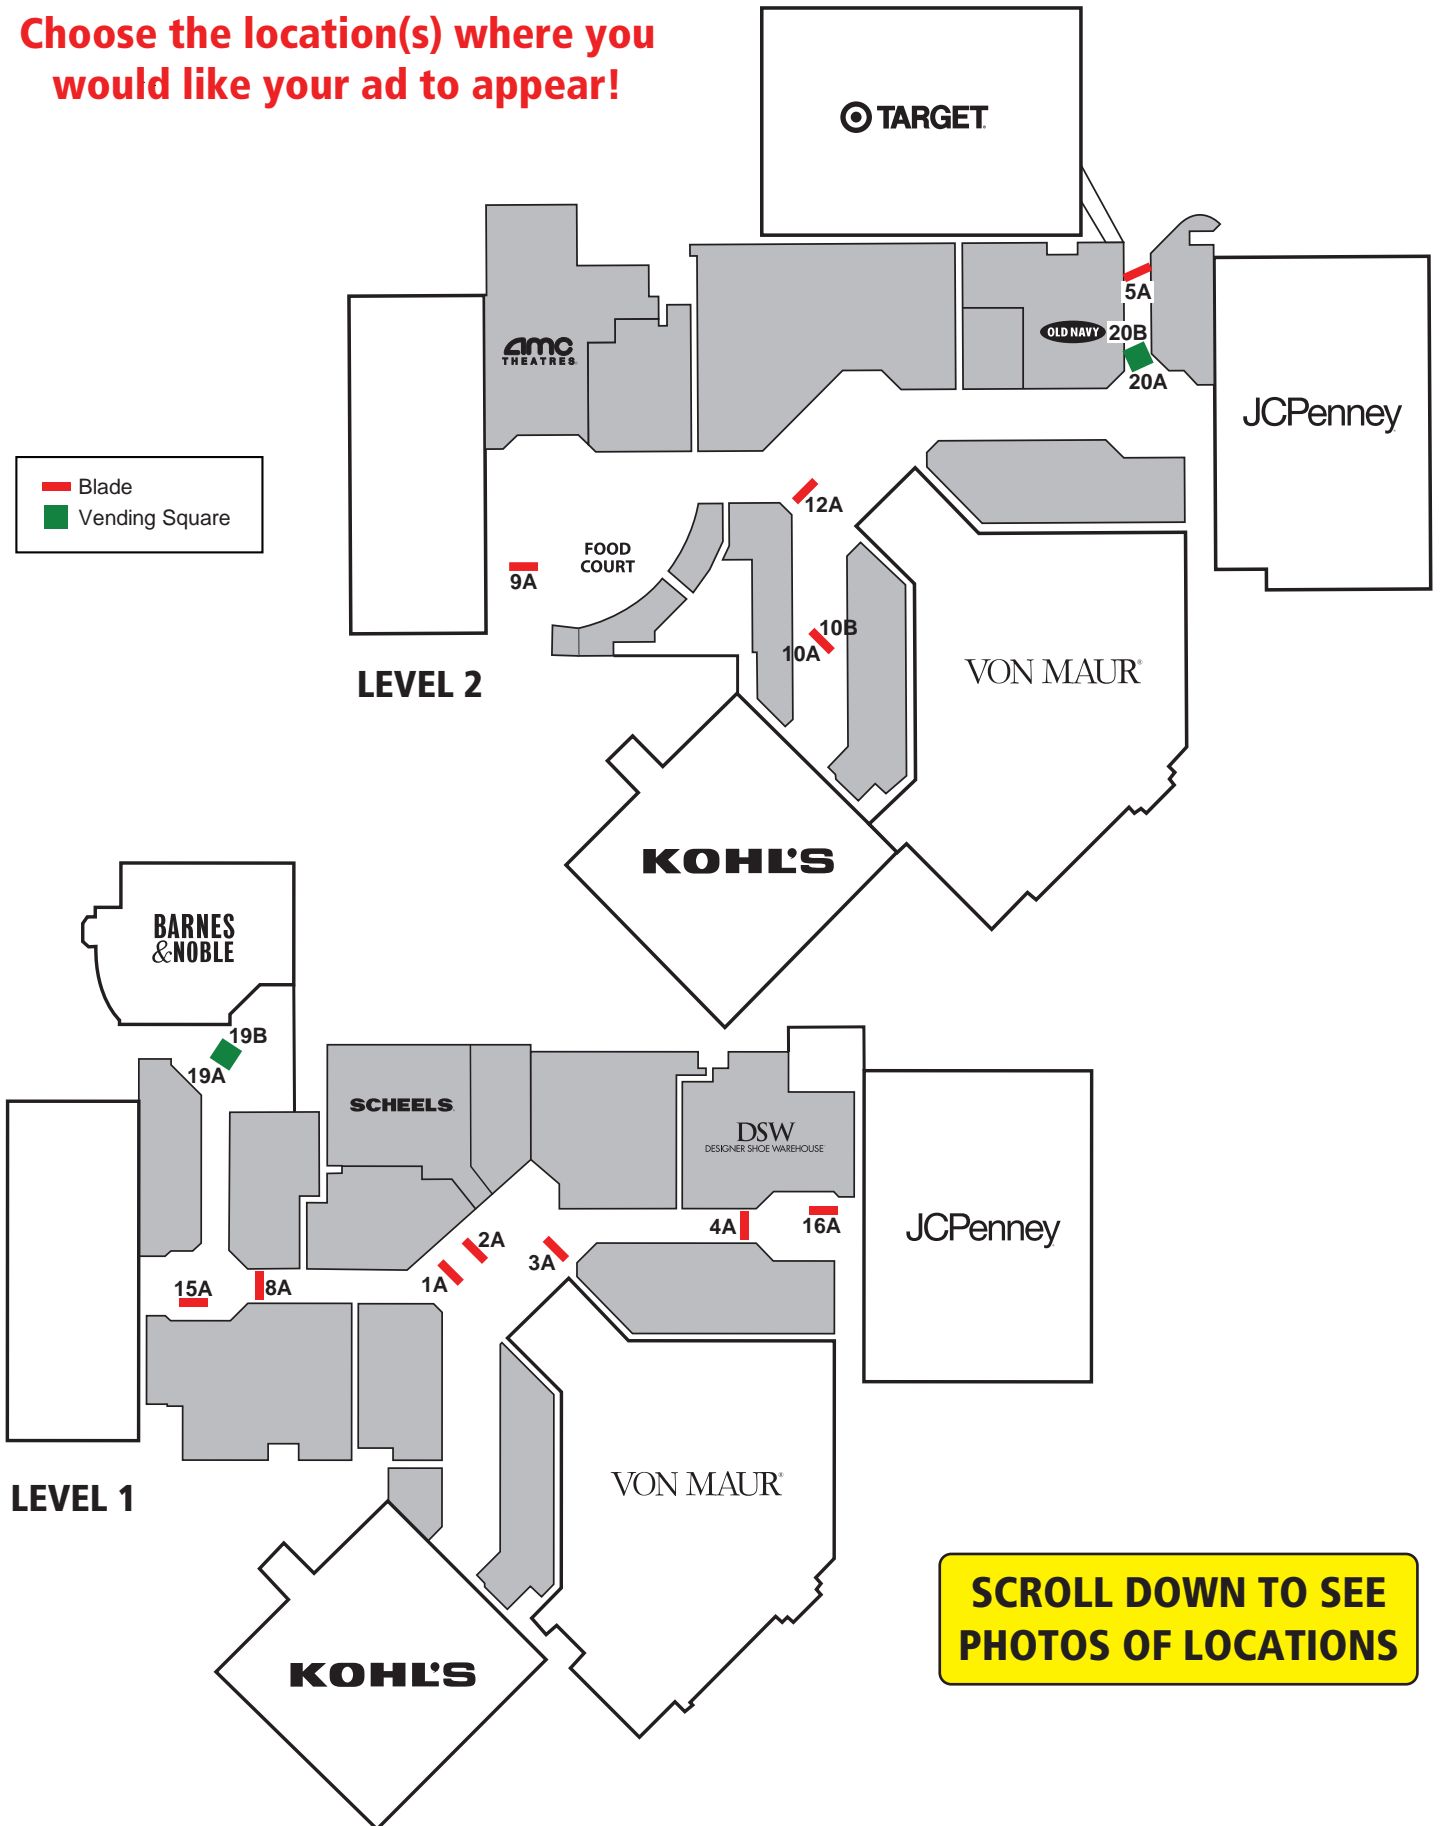 Choose the location(s) where you
would like your ad to appear!
TARGET
5A
OLD NAVY
20B
20A
AMC
THEATRES
JCPenney
Blade
Vending Square
12A
FOOD
COURT
9A
10B
10A
VON MAUR®
LEVEL 2
KOHL'S
BARNES
&NOBLE
19B
19A
SCHEELS
DSW
DESIGNER SHOE WAREHOUSE
4A
16A
JCPenney
2A
3A
1A
15A
8A
VON MAUR®
LEVEL 1
KOHL'S
SCROLL DOWN TO SEE
PHOTOS OF LOCATIONS